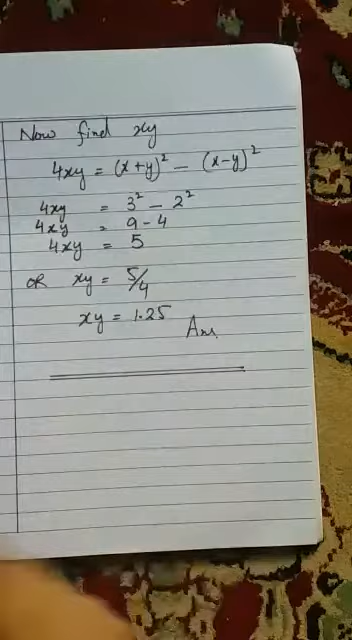 Now find xy
4xy = (x+y)² - (x-y)²
4xy = 3² - 2²
4xy = 9 - 4
4xy = 5
OR xy = 5/4
xy = 1.25 Ans